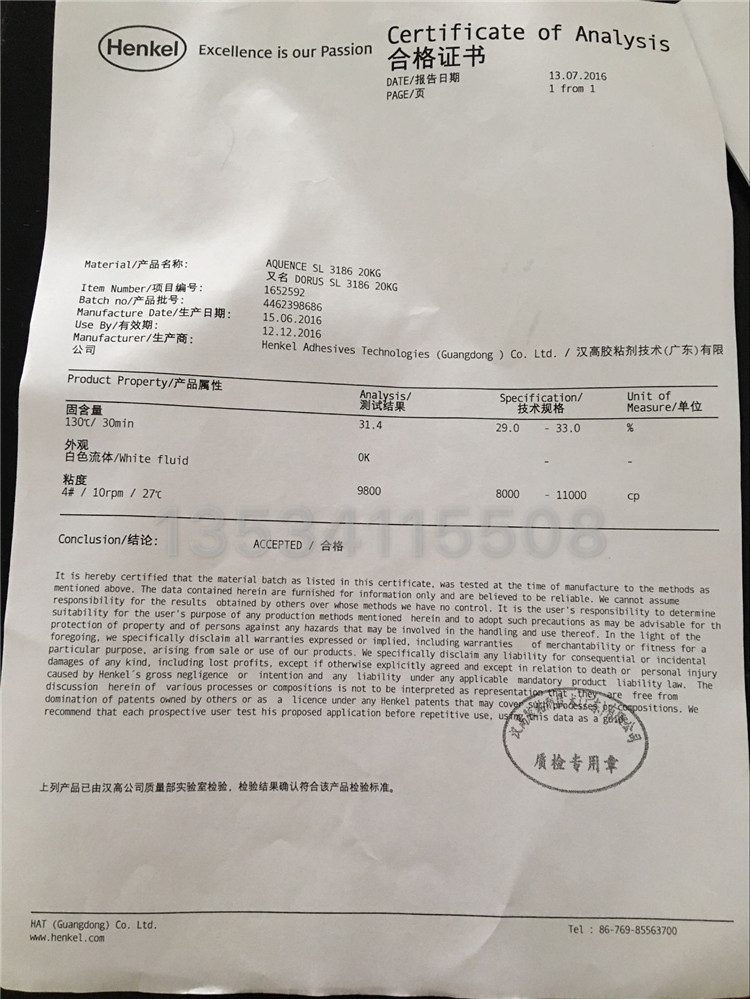 Henkel Excellence is our Passion
Certificate of Analysis
合格证书
DATE/报告日期 13.07.2016
PAGE/页 1 from 1
Material/产品名称: AQUENCE SL 3186 20KG
又名 DORUS SL 3186 20KG
Item Number/项目编号: 1652592
Batch no/产品批号: 4462398686
Manufacture Date/生产日期: 15.06.2016
Use By/有效期: 12.12.2016
Manufacturer/生产商: Henkel Adhesives Technologies (Guangdong ) Co. Ltd. / 汉高胶粘剂技术(广东)有限
公司
Product Property/产品属性 Analysis/ Specification/ Unit of
测试结果 技术规格 Measure/单位
固含量
130℃/ 30min 31.4 29.0 - 33.0 %
外观
白色流体/White fluid OK - -
粘度
4# / 10rpm / 27℃ 9800 8000 - 11000 cp
13534115508
Conclusion/结论: ACCEPTED / 合格
It is hereby certified that the material batch as listed in this certificate, was tested at the time of manufacture to the methods as
mentioned above. The data contained herein are furnished for information only and are believed to be reliable. We cannot assume
responsibility for the results obtained by others over whose methods we have no control. It is the user's responsibility to determine
suitability for the user's purpose of any production methods mentioned herein and to adopt such precautions as may be advisable for th
protection of property and of persons against any hazards that may be involved in the handling and use thereof. In the light of the
foregoing, we specifically disclaim all warranties expressed or implied, including warranties of merchantability or fitness for a
particular purpose, arising from sale or use of our products. We specifically disclaim any liability for consequential or incidental
damages of any kind, including lost profits, except if otherwise explicitly agreed and except in relation to death or personal injury
caused by Henkel´s gross negligence or intention and any liability under any applicable mandatory product liability law. The
discussion herein of various processes or compositions is not to be interpreted as representation that they are free from
domination of patents owned by others or as a licence under any Henkel patents that may cover such processes or compositions. We
recommend that each prospective user test his proposed application before repetitive use, using this data as a guide.
质检专用章
上列产品已由汉高公司质量部实验室检验, 检验结果确认符合该产品检验标准。
HAT (Guangdong) Co. Ltd.
www.henkel.com
Tel : 86-769-85563700